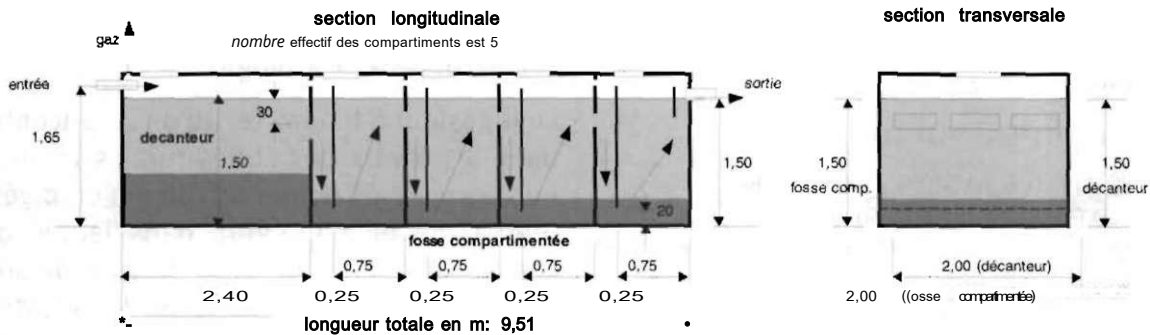 section longitudinale
section transversale
gaz
nombre effectif des compartiments est 5
entrée
sortie
30
1,65
decanteur
1,50
1,50
1,50
1,50
fosse comp.
décanteur
20
fosse compartimentée
0,75 0,75 0,75 0,75
2,00 (décanteur)
2,40 0,25 0,25 0,25 0,25
2,00 ((osse compartimentée)
longueur totale en m: 9,51